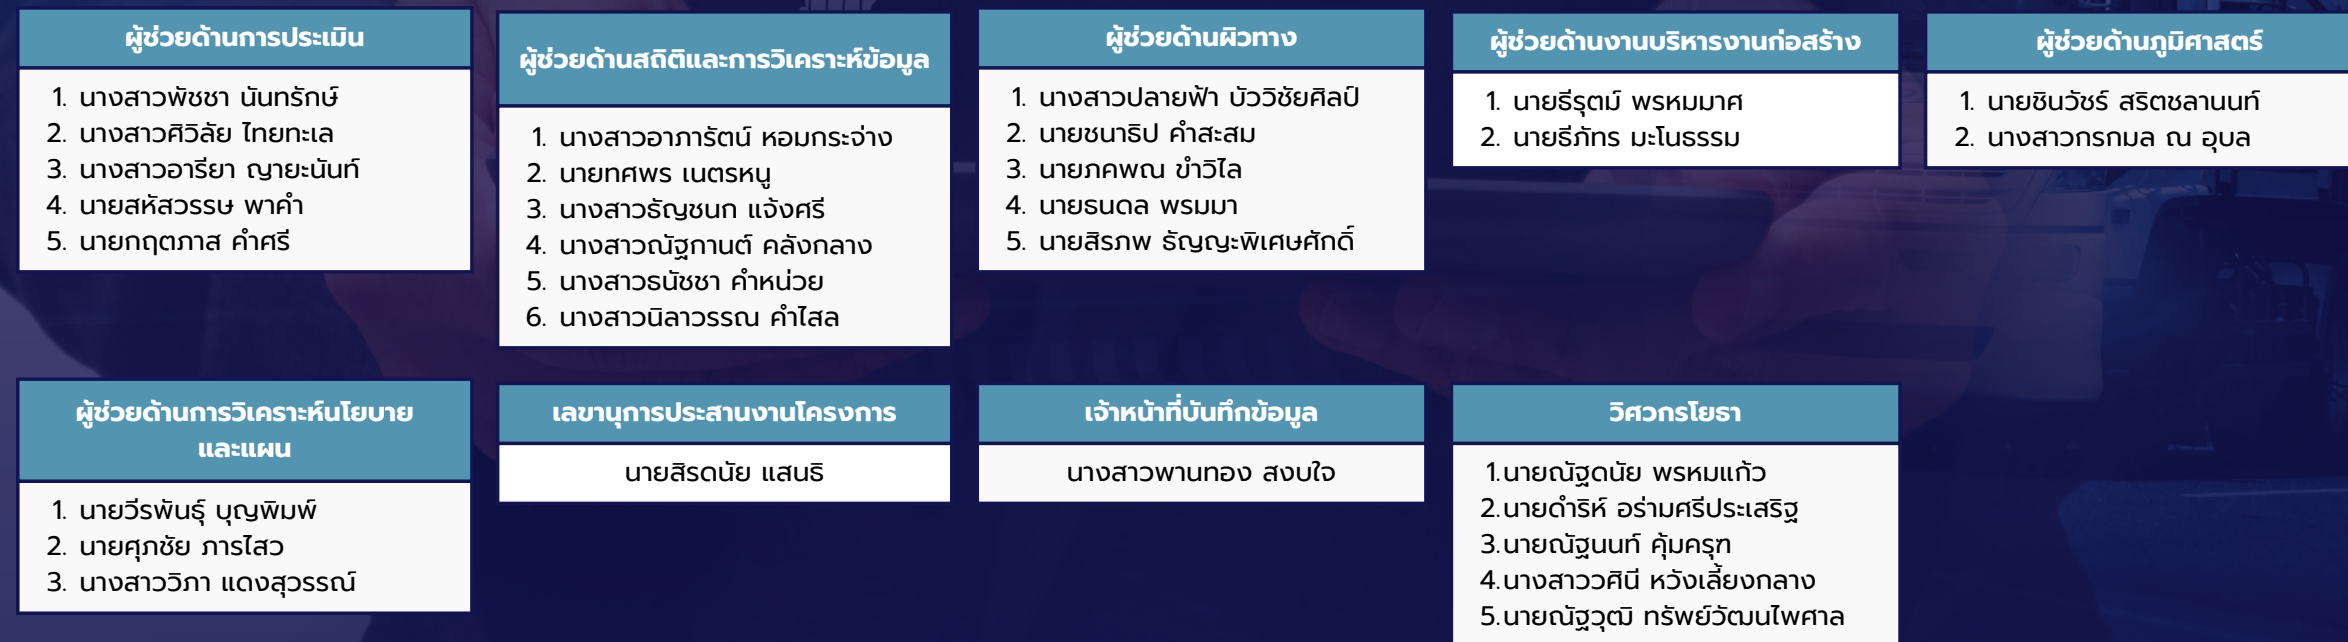 ผู้ช่วยด้านการประเมิน
1. นางสาวพัชชา นันทรักษ์
2. นางสาวศิวิลัย ไทยทะเล
3. นางสาวอารียา ญายะนันท์
4. นายสหัสวรรษ พาคำ
5. นายกฤตภาส คำศรี
ผู้ช่วยด้านสถิติและการวิเคราะห์ข้อมูล
1. นางสาวอาภารัตน์ หอมกระจ่าง
2. นายทศพร เนตรหนู
3. นางสาวธัญชนก แจ้งศรี
4. นางสาวณัฐกานต์ คลังกลาง
5. นางสาวธนัชชา คำหน่วย
6. นางสาวนิลาวรรณ คำไสล
ผู้ช่วยด้านผิวทาง
1. นางสาวปลายฟ้า บัววิชัยศิลป์
2. นายชนาธิป คำสะสม
3. นายภคพณ ขำวิไล
4. นายธนดล พรมมา
5. นายสิรภพ ธัญญะพิเศษศักดิ์
ผู้ช่วยด้านงานบริหารงานก่อสร้าง
1. นายธีรุตม์ พรหมมาศ
2. นายธีภัทร มะโนธรรม
ผู้ช่วยด้านภูมิศาสตร์
1. นายชินวัชร์ สริตชลานนท์
2. นางสาวกรกมล ณ อุบล
ผู้ช่วยด้านการวิเคราะห์นโยบาย
และแผน
1. นายวีรพันธุ์ บุญพิมพ์
2. นายศุภชัย ภารไสว
3. นางสาววิภา แดงสุวรรณ์
เลขานุการประสานงานโครงการ
นายสิรดนัย แสนธิ
เจ้าหน้าที่บันทึกข้อมูล
นางสาวพานทอง สงบใจ
วิศวกรโยธา
1.นายณัฐดนัย พรหมแก้ว
2.นายดำริห์ อร่ามศรีประเสริฐ
3.นายณัฐนนท์ คุ้มครุฑ
4.นางสาววศินี หวังเลี้ยงกลาง
5.นายณัฐวุฒิ ทรัพย์วัฒนไพศาล